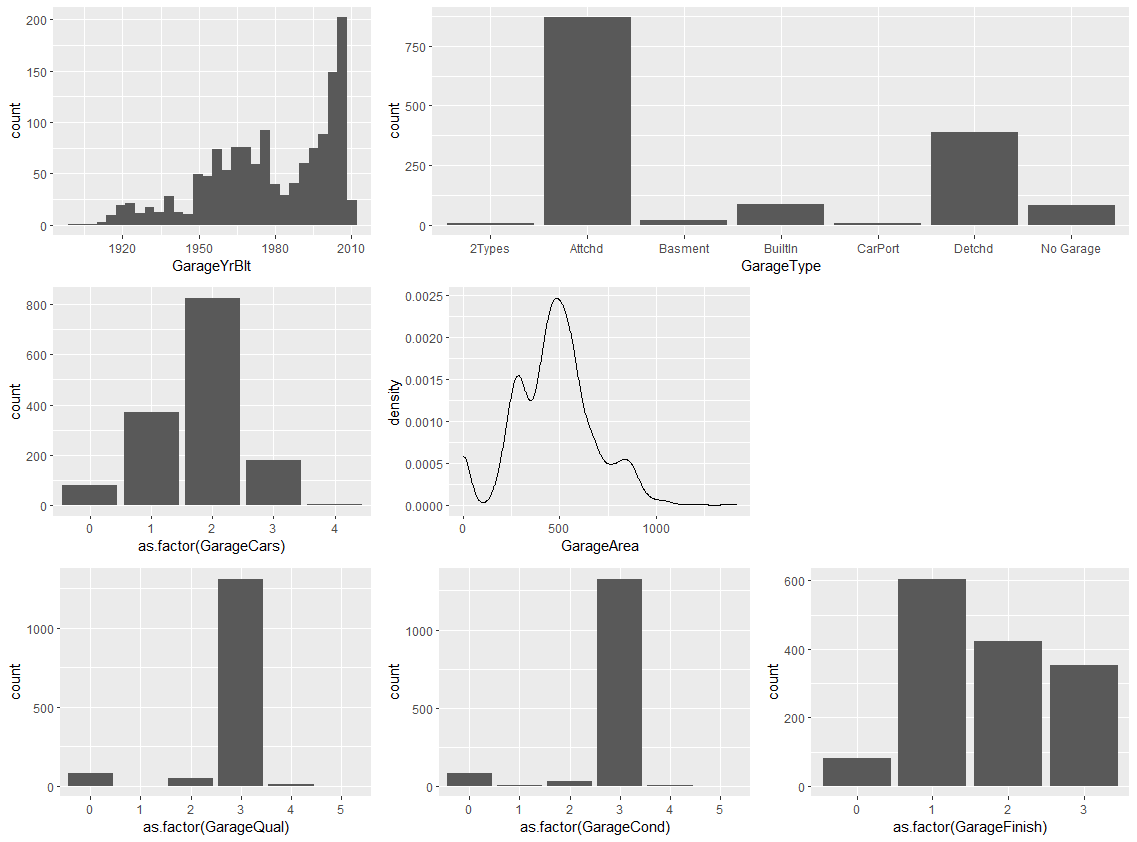 200
150
100
50
0
count
1920 1950 1980 2010
GarageYrBlt
750
500
250
0
count
2Types Attchd Basment BuiltIn CarPort Detchd No Garage
GarageType
800
600
400
200
0
count
0 1 2 3 4
as.factor(GarageCars)
0.0025
0.0020
0.0015
0.0010
0.0005
0.0000
density
0 500 1000
GarageArea
1000
500
0
count
0 1 2 3 4 5
as.factor(GarageQual)
1000
500
0
count
0 1 2 3 4 5
as.factor(GarageCond)
600
400
200
0
count
0 1 2 3
as.factor(GarageFinish)